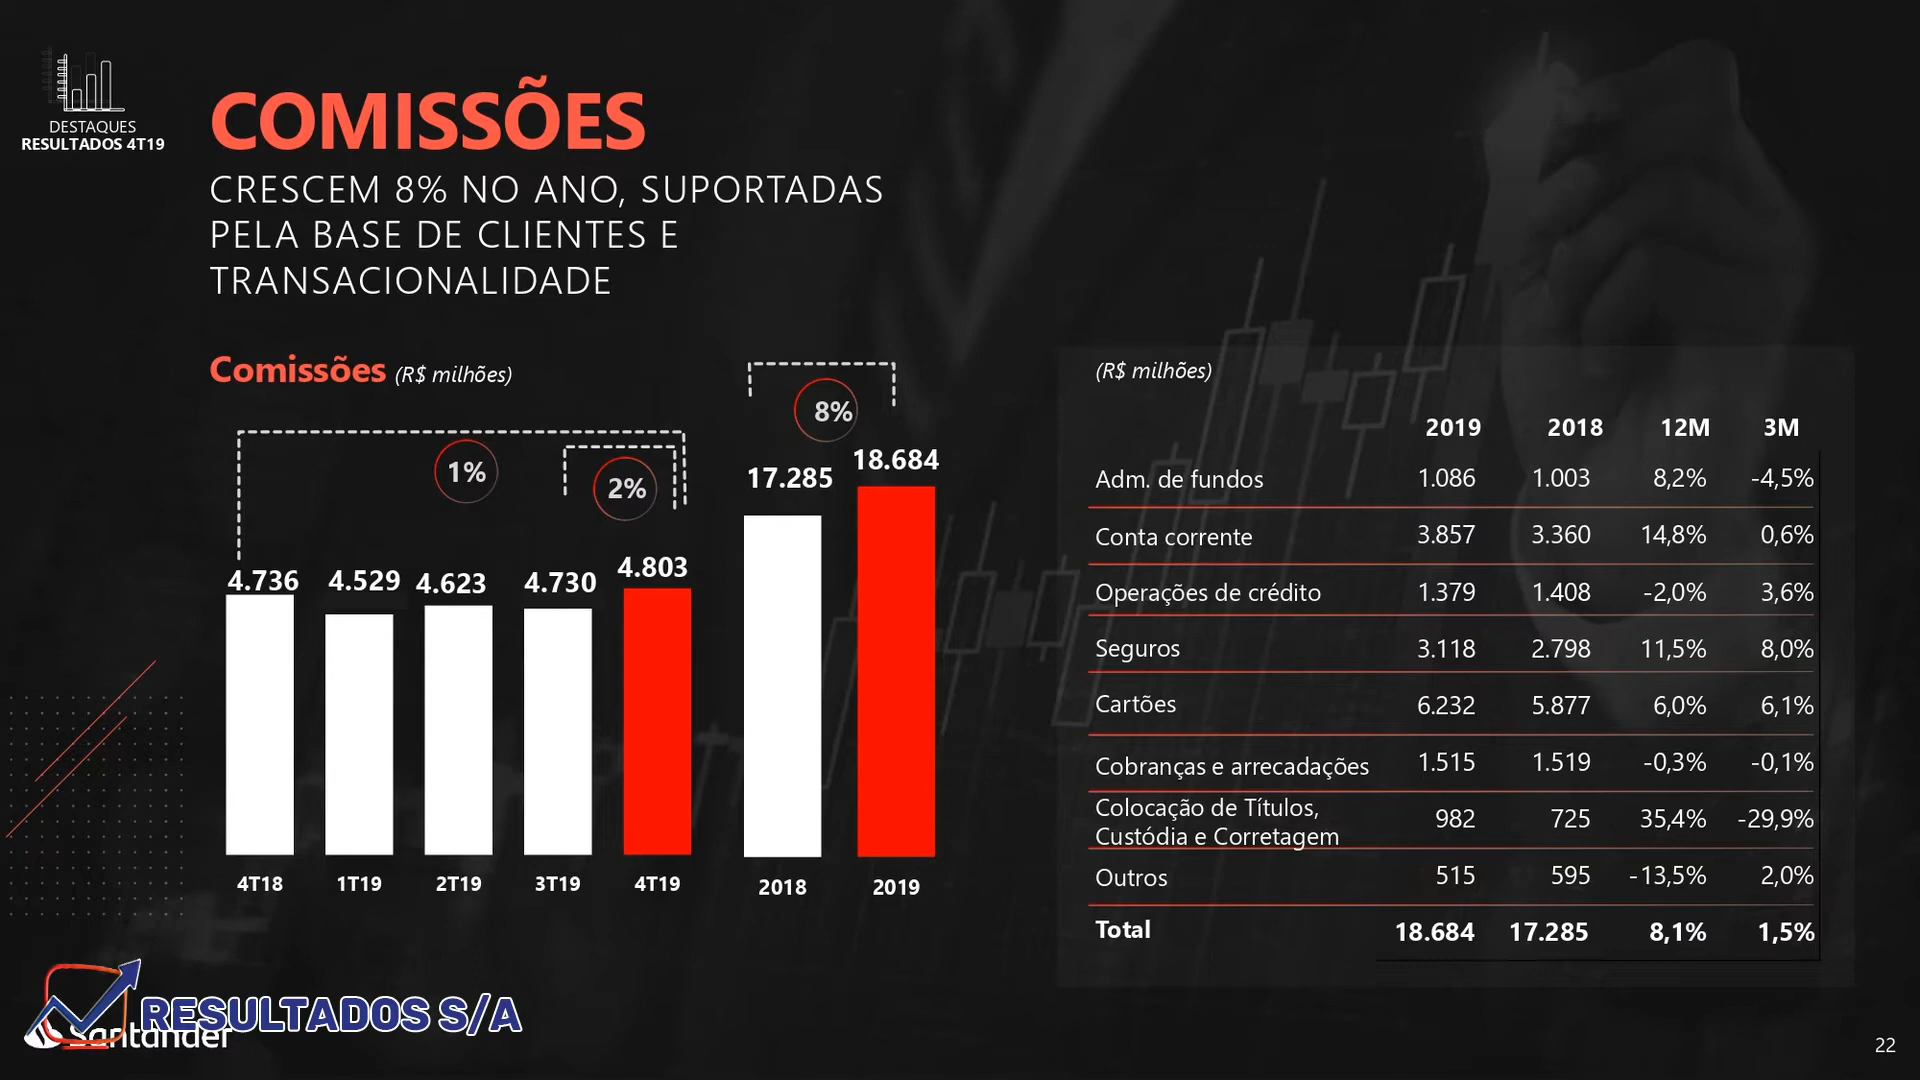 DESTAQUES
RESULTADOS 4T19
COMISSÕES
CRESCEM 8% NO ANO, SUPORTADAS
PELA BASE DE CLIENTES E
TRANSACIONALIDADE
Comissões (R$ milhões)
1%
2%
8%
4.736 4.529 4.623 4.730 4.803
17.285 18.684
4T18 1T19 2T19 3T19 4T19
2018 2019
(R$ milhões)
2019 2018 12M 3M
Adm. de fundos 1.086 1.003 8,2% -4,5%
Conta corrente 3.857 3.360 14,8% 0,6%
Operações de crédito 1.379 1.408 -2,0% 3,6%
Seguros 3.118 2.798 11,5% 8,0%
Cartões 6.232 5.877 6,0% 6,1%
Cobranças e arrecadações 1.515 1.519 -0,3% -0,1%
Colocação de Títulos,
Custódia e Corretagem 982 725 35,4% -29,9%
Outros 515 595 -13,5% 2,0%
Total 18.684 17.285 8,1% 1,5%
RESULTADOS S/A
Santander
22